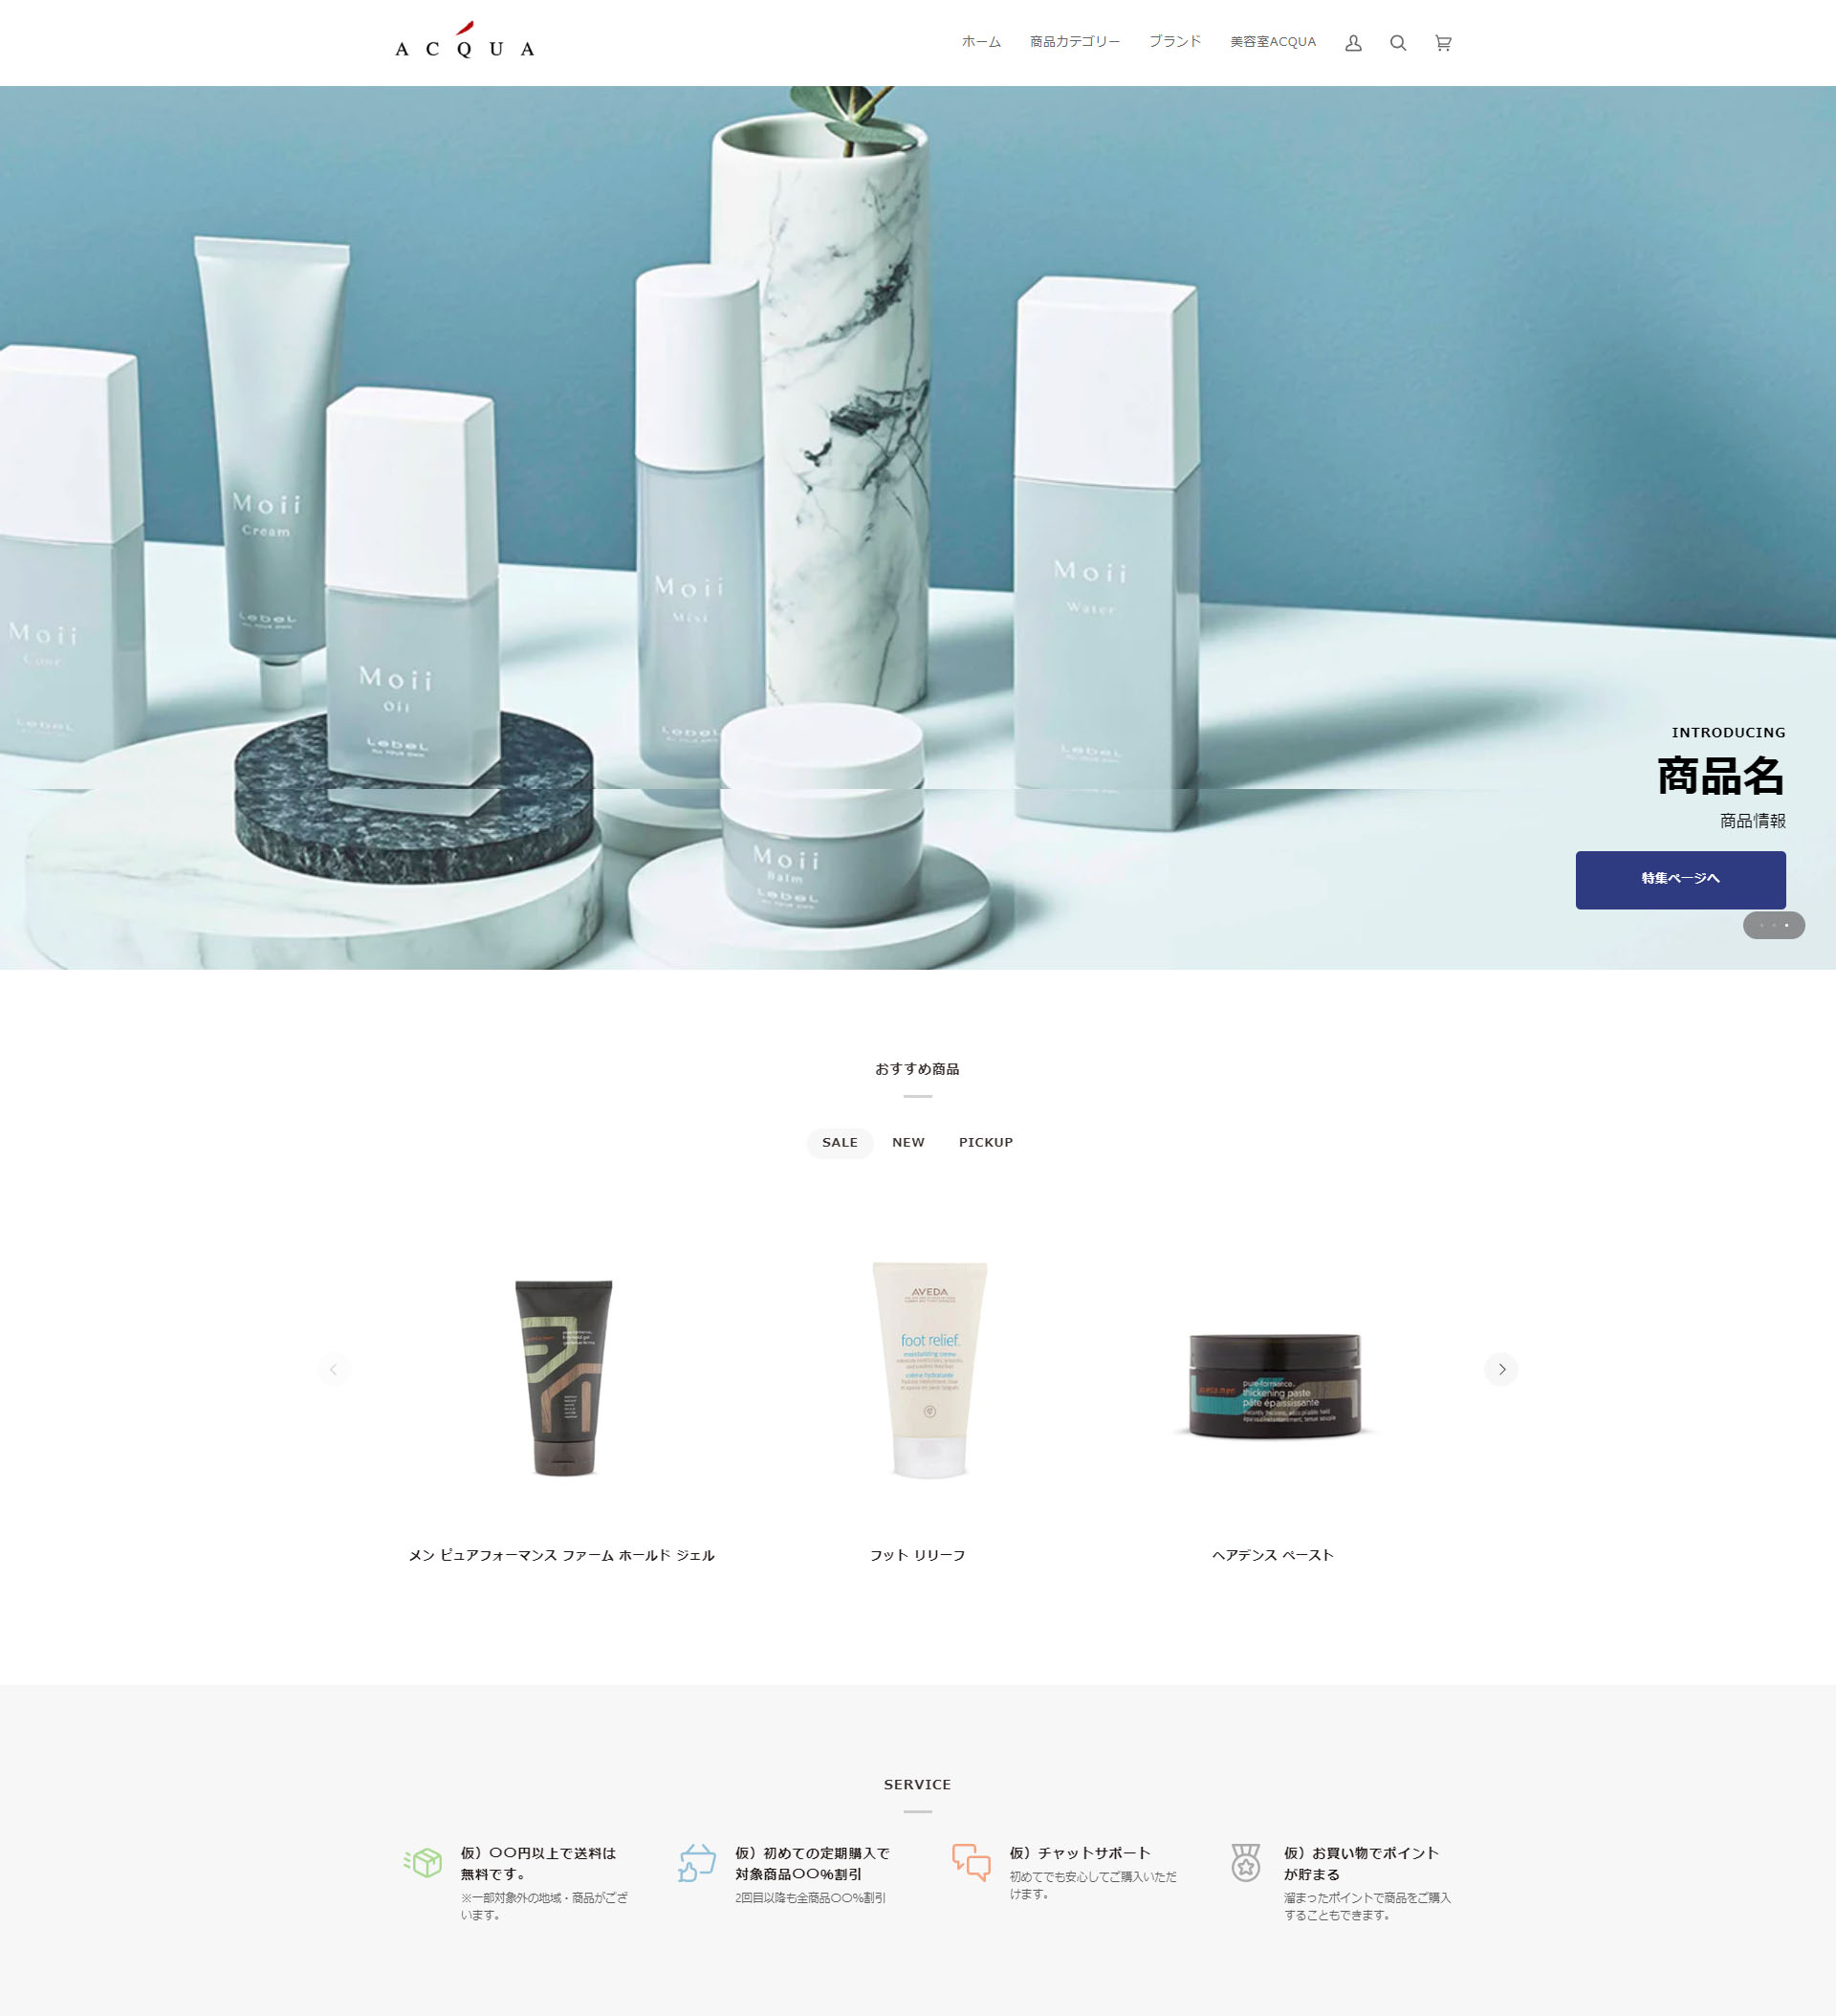 ACQUA
ホーム 商品カテゴリー ブランド 美容室ACQUA
Moii
Cream
LebeL
Moii
LebeL
Moii
Oil
LebeL
Moii
Mist
LebeL
Moii
Water
LebeL
Moii
Balm
LebeL
INTRODUCING
商品名
商品情報
特集ページへ
おすすめ商品
SALE NEW PICKUP
AVEDA
foot relief
moisturizing creme
crème hydratante
pure-formance
thickening paste
pâte épaississante
メン ピュアフォーマンス ファーム ホールド ジェル
フット リリーフ
ヘアデンス ペースト
SERVICE
仮）〇〇円以上で送料は
無料です。
※一部対象外の地域・商品がござ
います。
仮）初めての定期購入で
対象商品〇〇%割引
2回目以降も全商品〇〇%割引
仮）チャットサポート
初めてでも安心してご購入いただ
けます。
仮）お買い物でポイント
が貯まる
溜まったポイントで商品をご購入
することもできます。